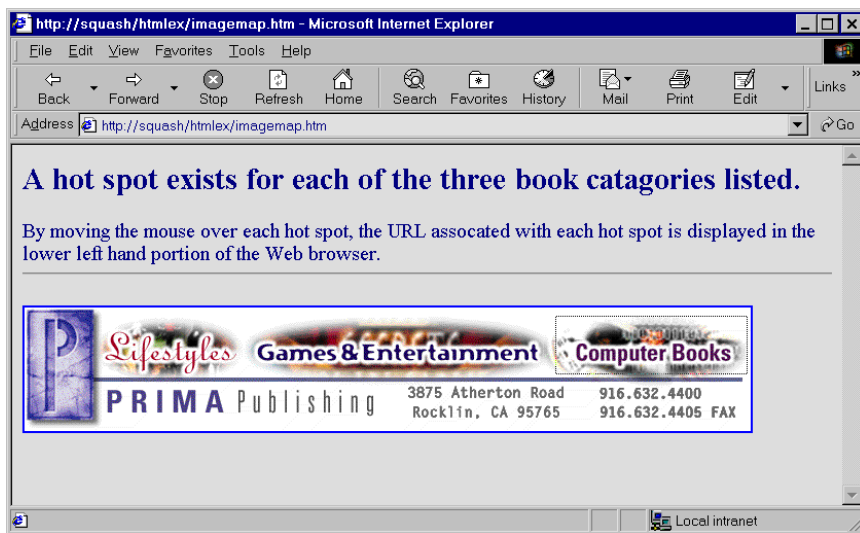 http://squash/htmlex/imagemap.htm - Microsoft Internet Explorer
File Edit View Favorites Tools Help
Back Forward Stop Refresh Home Search Favorites History Mail Print Edit Links »
Address http://squash/htmlex/imagemap.htm Go
A hot spot exists for each of the three book catagories listed.
By moving the mouse over each hot spot, the URL assocated with each hot spot is displayed in the
lower left hand portion of the Web browser.
P Lifestyles Games & Entertainment Computer Books
PRIMA Publishing 3875 Atherton Road 916.632.4400
Rocklin, CA 95765 916.632.4405 FAX
Local intranet